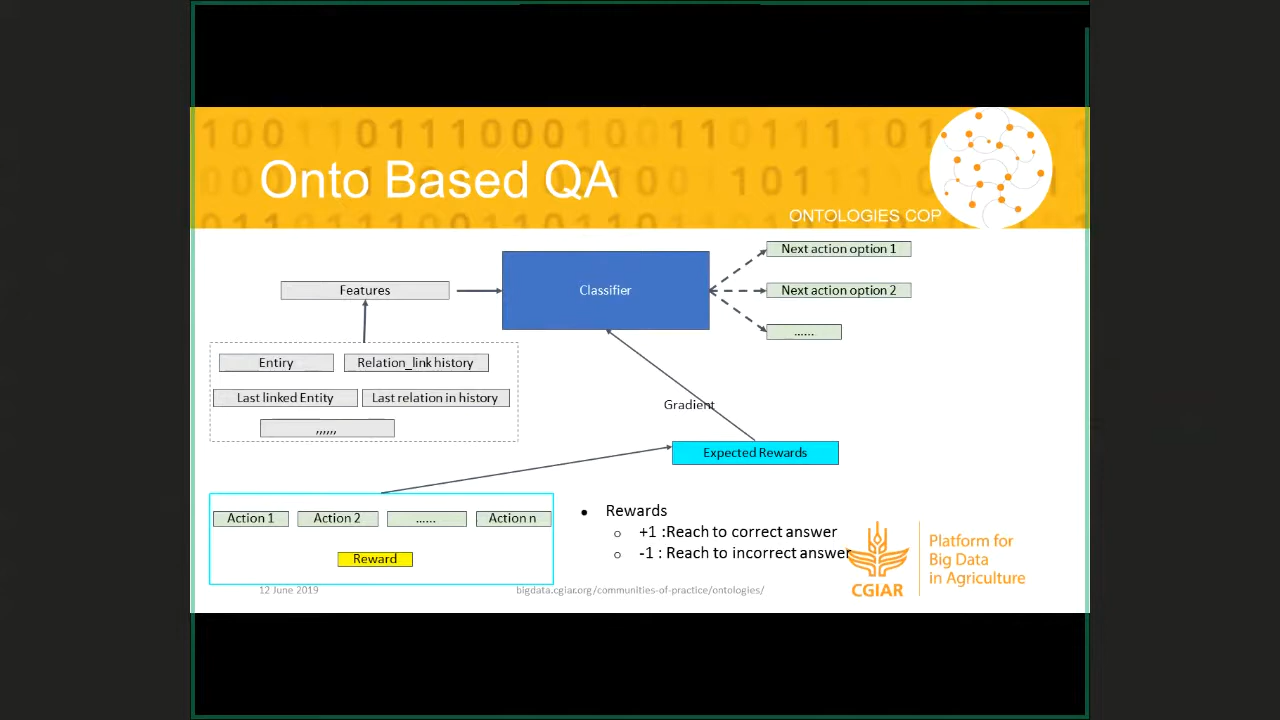 Onto Based QA
ONTOLOGIES COP
Next action option 1
Features
Classifier
Next action option 2
......
Entiry
Relation_link history
Last linked Entity
Last relation in history
,,,,,,
Gradient
Expected Rewards
Action 1
Action 2
......
Action n
Reward
Rewards
+1 :Reach to correct answer
-1 : Reach to incorrect answer
CGIAR
Platform for
Big Data
in Agriculture
12 June 2019
bigdata.cgiar.org/communities-of-practice/ontologies/